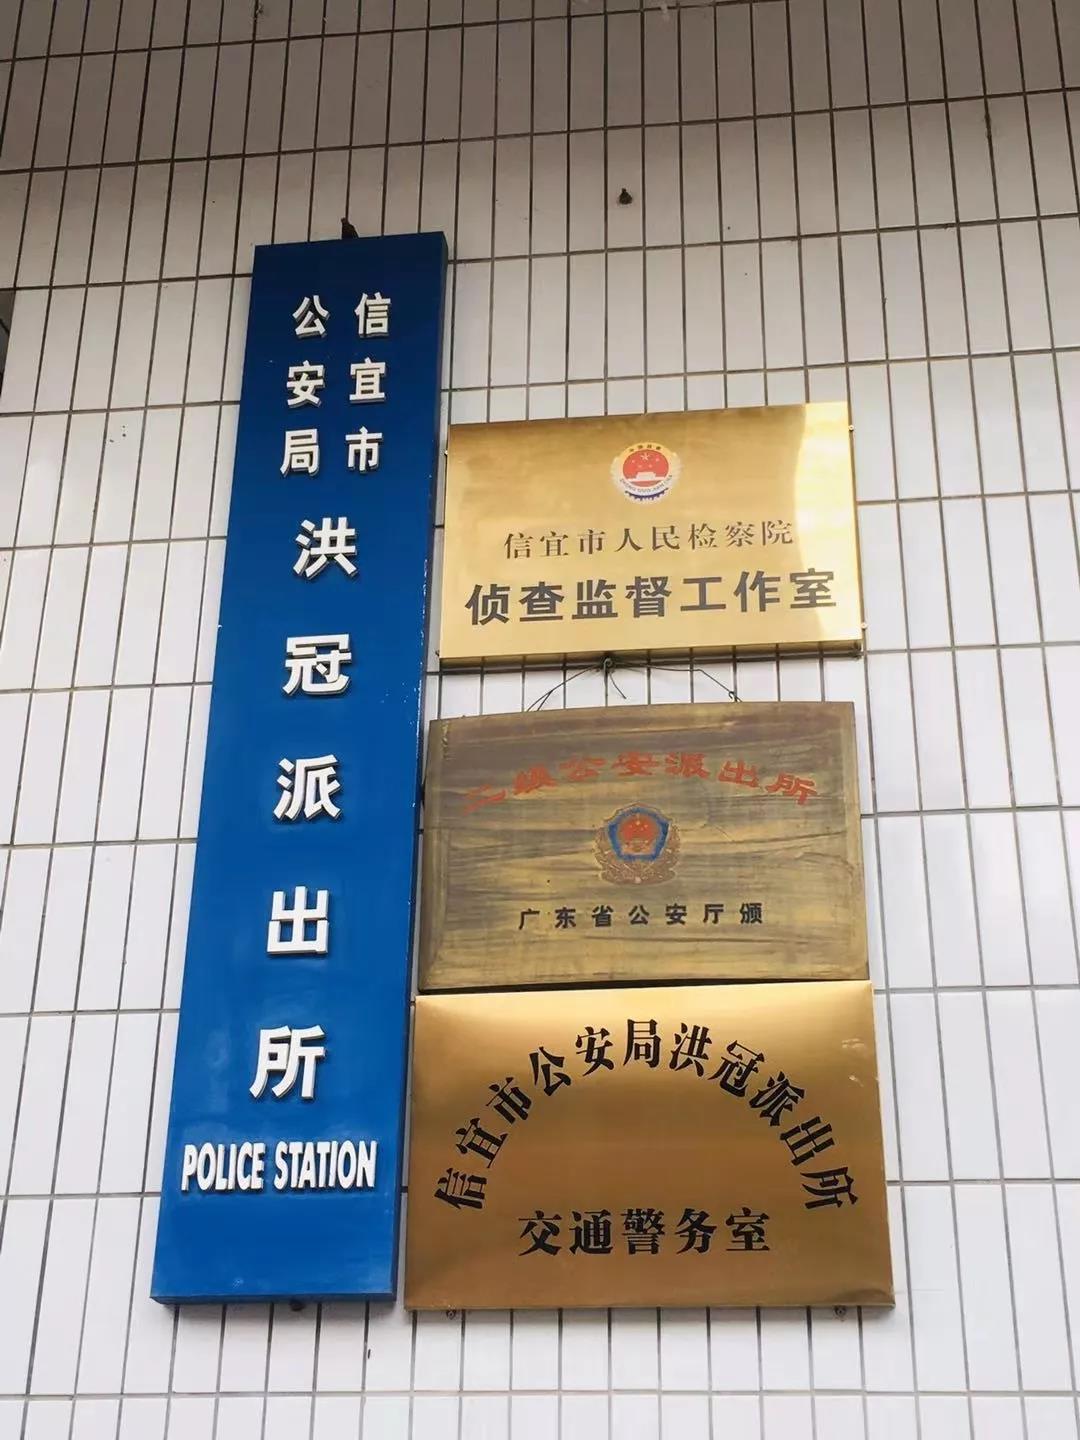 信宜市
公安局
洪冠派出所
POLICE STATION
信宜市人民检察院
侦查监督工作室
级公安派出所
广东省公安厅颁
信宜市公安局洪冠派出所
交通警务室